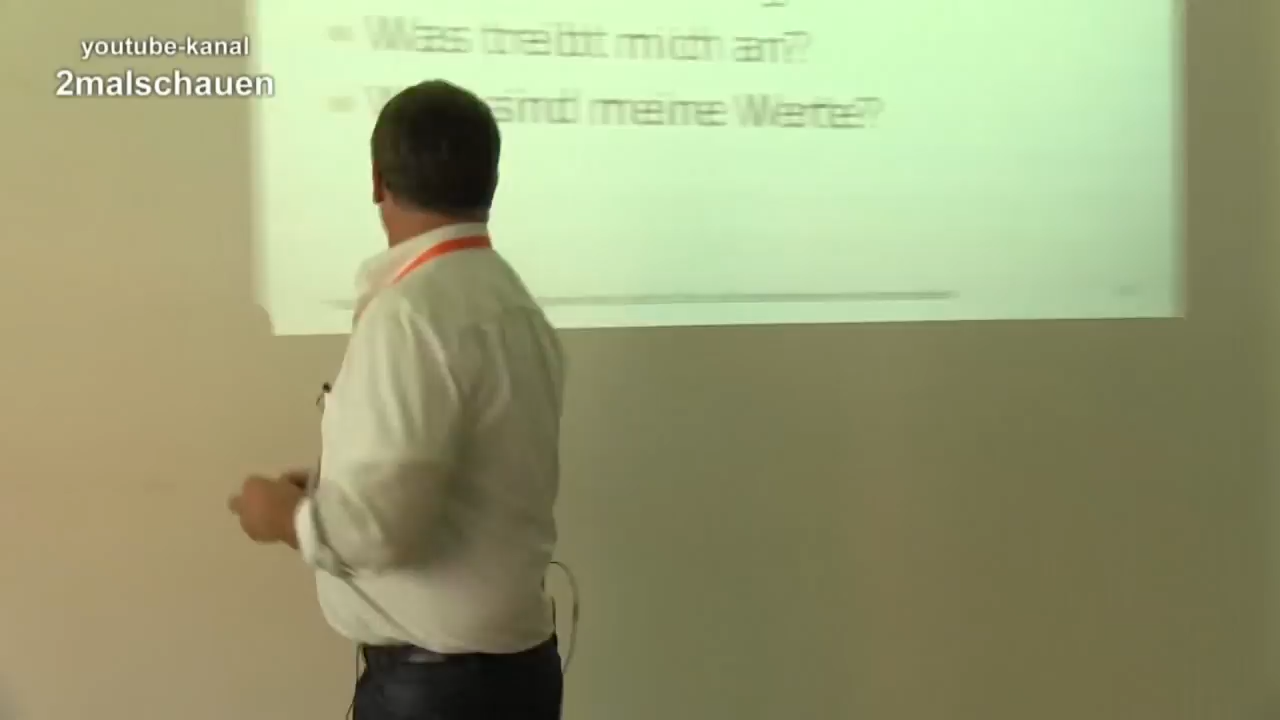 youtube-kanal
2malschauen
Was treibt mich an?
sind meine Werte?